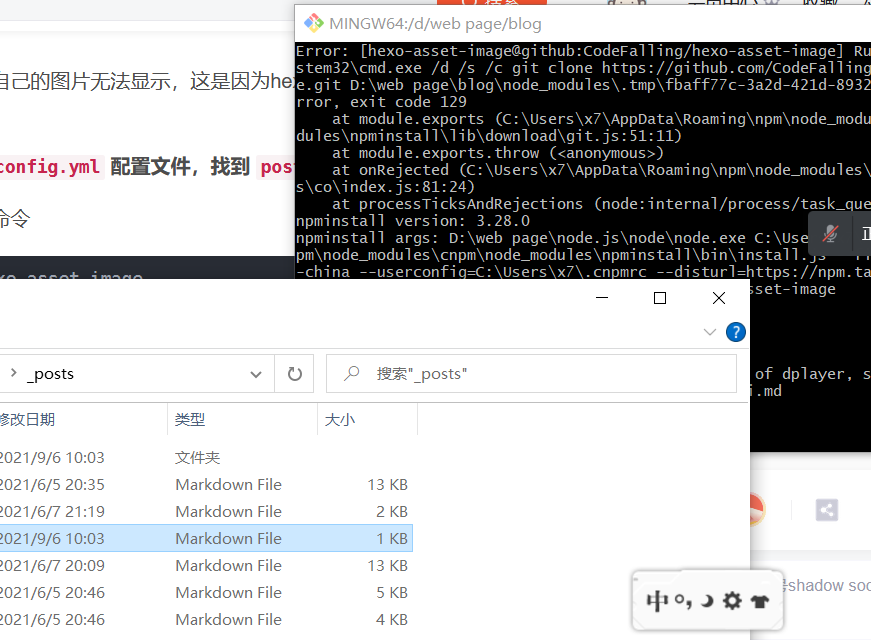 MINGW64:/d/web page/blog
Error: [hexo-asset-image@github:CodeFalling/hexo-asset-image] Ru
stem32\cmd.exe /d /s /c git clone https://github.com/CodeFalling
e.git D:\web page\blog\node_modules\.tmp\fbaff77c-3a2d-421d-8932
rror, exit code 129
at module.exports (C:\Users\x7\AppData\Roaming\npm\node_modu
dules\npminstall\lib\download\git.js:51:11)
at module.exports.throw (<anonymous>)
at onRejected (C:\Users\x7\AppData\Roaming\npm\node_modules\
s\co\index.js:81:24)
at processTicksAndRejections (node:internal/process/task_que
npminstall version: 3.28.0
npminstall args: D:\web page\node.js\node\node.exe C:\Use
pm\node_modules\cnpm\node_modules\npminstall\bin\install.js
-china --userconfig=C:\Users\x7\.cnpmrc --disturl=https://npm.ta
sset-image
of dplayer, s
i.md
自己的图片无法显示，这是因为he
config.yml 配置文件，找到 pos
命令
xo asset image
_posts
搜索"_posts"
修改日期 类型 大小
2021/9/6 10:03 文件夹
2021/6/5 20:35 Markdown File 13 KB
2021/6/7 21:19 Markdown File 2 KB
2021/9/6 10:03 Markdown File 1 KB
2021/6/7 20:09 Markdown File 13 KB
2021/6/5 20:46 Markdown File 5 KB
2021/6/5 20:46 Markdown File 4 KB
shadow soc
中